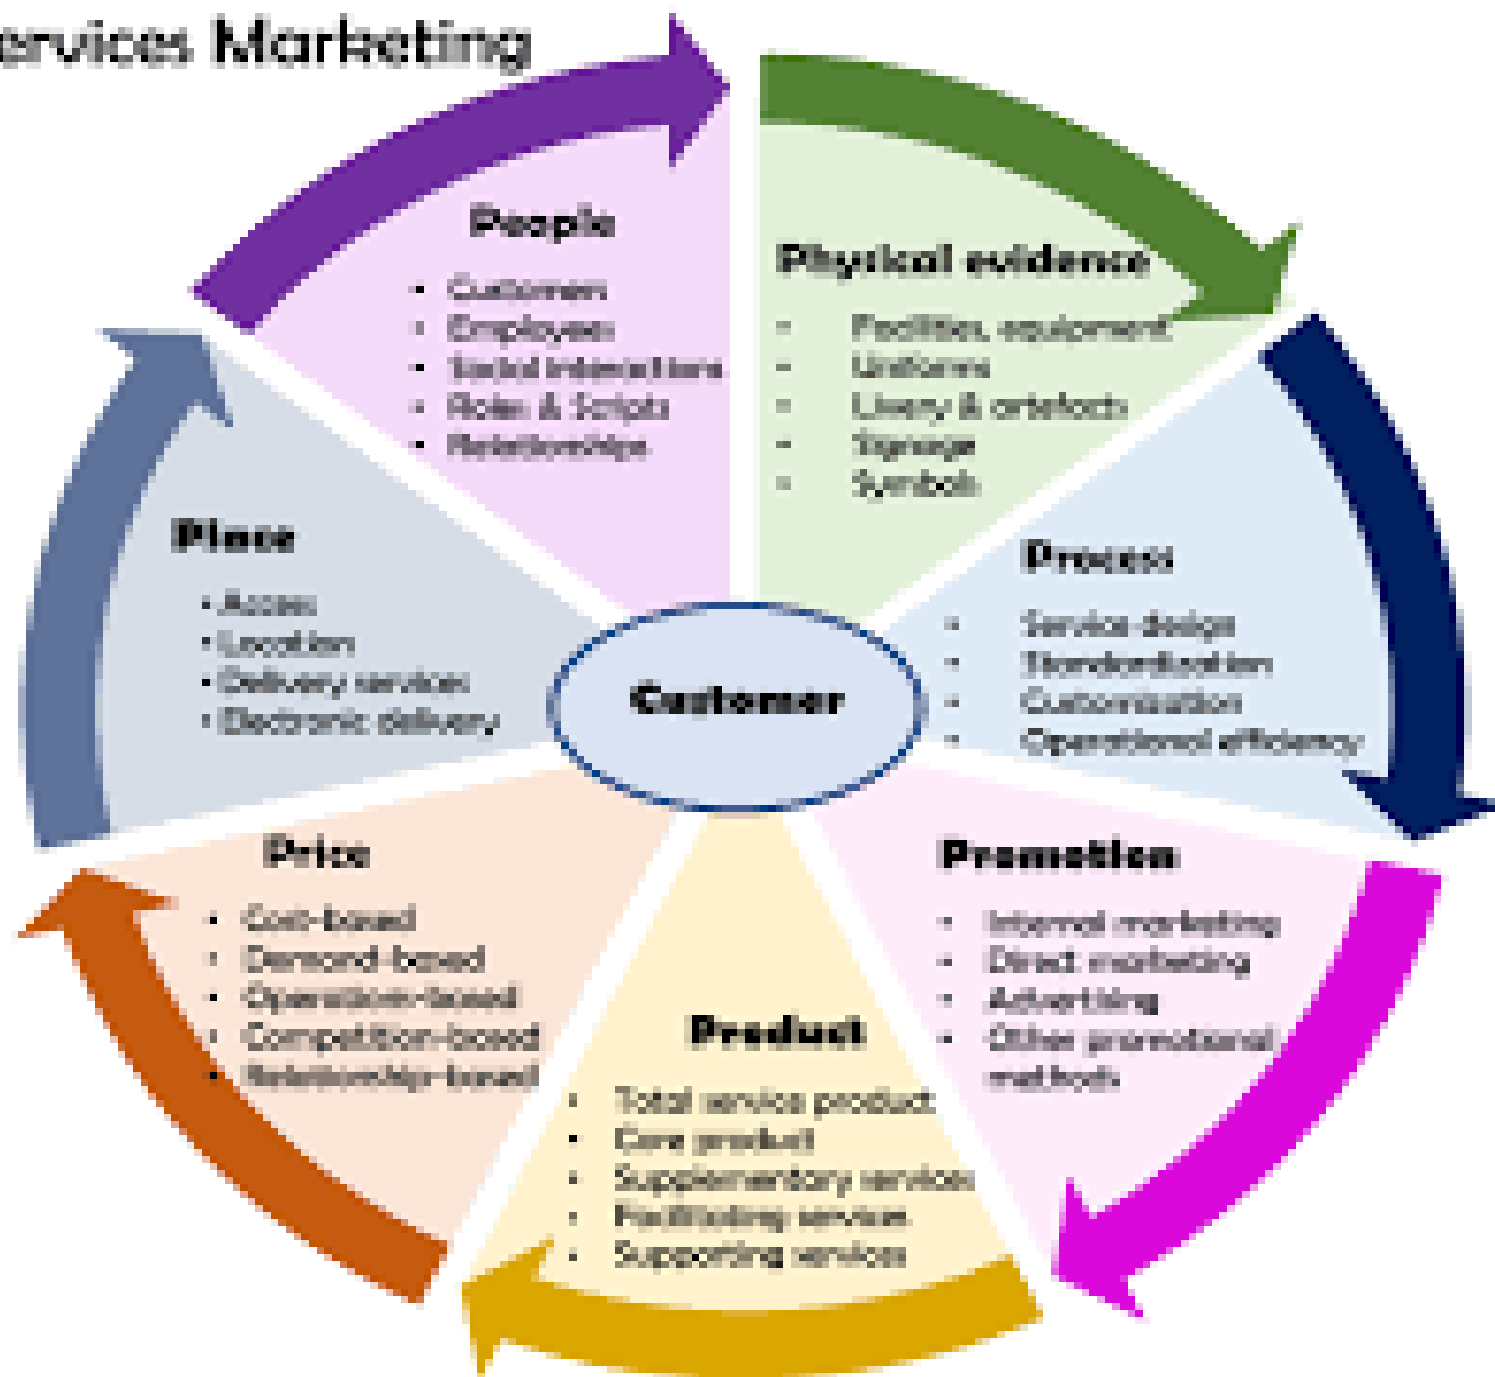 ervices Marketing
People
• Customers
• Employees
• Social interactions
• Roles & Scripts
• Relationships
Physical evidence
• Facilities, equipment
• Uniforms
• Livery & artefacts
• Signage
• Symbols
Process
• Service design
• Standardization
• Customisation
• Operational efficiency
Promotion
• Internal marketing
• Direct marketing
• Advertising
• Other promotional
methods
Product
• Total service product
• Core product
• Supplementary services
• Facilitating services
• Supporting services
Price
• Cost-based
• Demand-based
• Operations-based
• Competition-based
• Relationship-based
Place
• Access
• Location
• Delivery services
• Electronic delivery
Customer